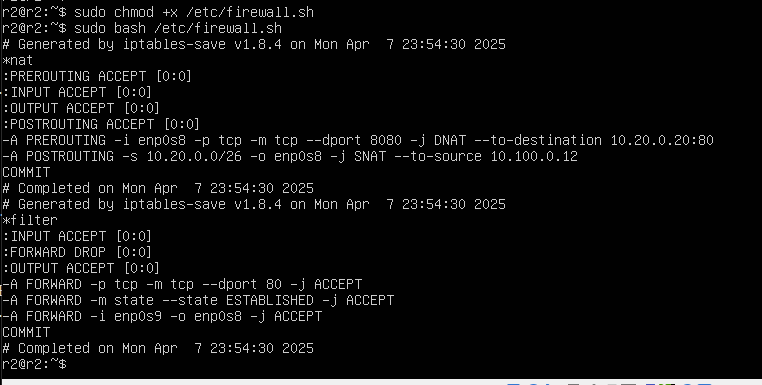 r2@r2:~$ sudo chmod +x /etc/firewall.sh
r2@r2:~$ sudo bash /etc/firewall.sh
# Generated by iptables-save v1.8.4 on Mon Apr  7 23:54:30 2025
*nat
:PREROUTING ACCEPT [0:0]
:INPUT ACCEPT [0:0]
:OUTPUT ACCEPT [0:0]
:POSTROUTING ACCEPT [0:0]
-A PREROUTING -i enp0s8 -p tcp -m tcp --dport 8080 -j DNAT --to-destination 10.20.0.20:80
-A POSTROUTING -s 10.20.0.0/26 -o enp0s8 -j SNAT --to-source 10.100.0.12
COMMIT
# Completed on Mon Apr  7 23:54:30 2025
# Generated by iptables-save v1.8.4 on Mon Apr  7 23:54:30 2025
*filter
:INPUT ACCEPT [0:0]
:FORWARD DROP [0:0]
:OUTPUT ACCEPT [0:0]
-A FORWARD -p tcp -m tcp --dport 80 -j ACCEPT
-A FORWARD -m state --state ESTABLISHED -j ACCEPT
-A FORWARD -i enp0s9 -o enp0s8 -j ACCEPT
COMMIT
# Completed on Mon Apr  7 23:54:30 2025
r2@r2:~$